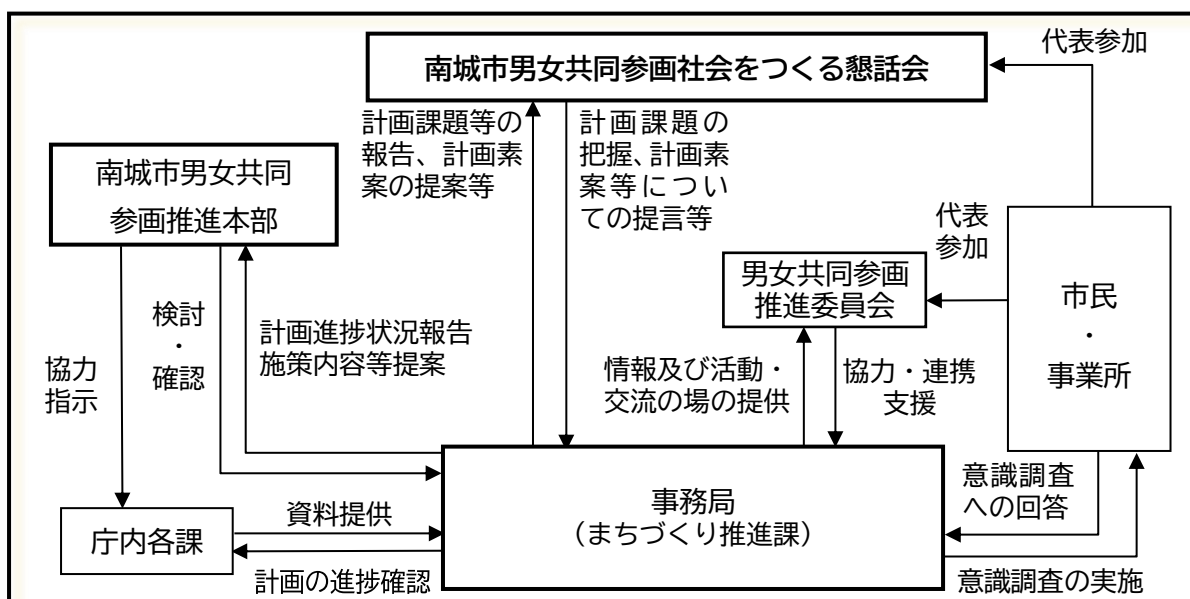 代表参加
南城市男女共同参画社会をつくる懇話会
計画課題等の
報告、計画素
案の提案等
計画課題の
把握、計画素
案等につい
ての提言等
南城市男女共同
参画推進本部
代表
参加
男女共同参画
推進委員会
市民
・
事業所
検討
・
確認
計画進捗状況報告
施策内容等提案
協力
指示
情報及び活動・
交流の場の提供
協力・連携
支援
事務局
（まちづくり推進課）
意識調査
への回答
資料提供
庁内各課
計画の進捗確認
意識調査の実施